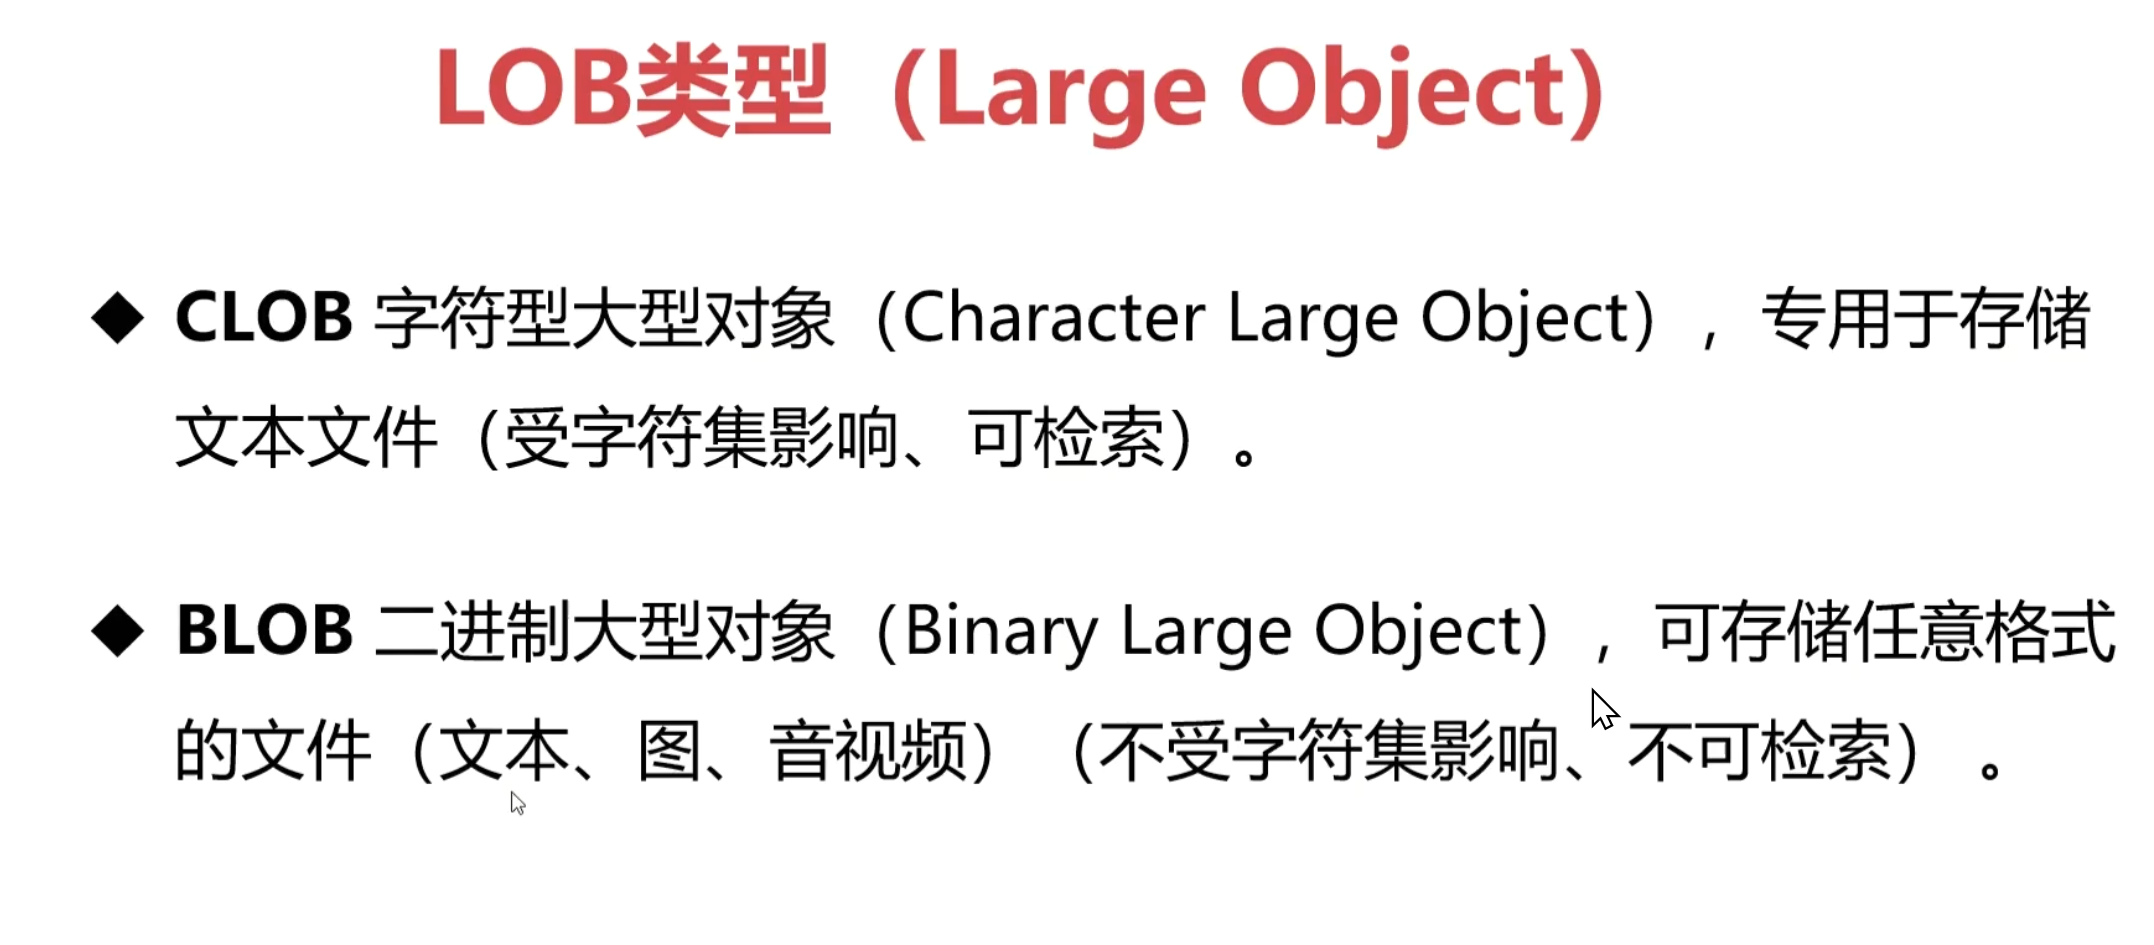 LOB类型（Large Object）
◆ CLOB 字符型大型对象（Character Large Object），专用于存储
文本文件（受字符集影响、可检索）。
◆ BLOB 二进制大型对象（Binary Large Object），可存储任意格式
的文件（文本、图、音视频）（不受字符集影响、不可检索）。